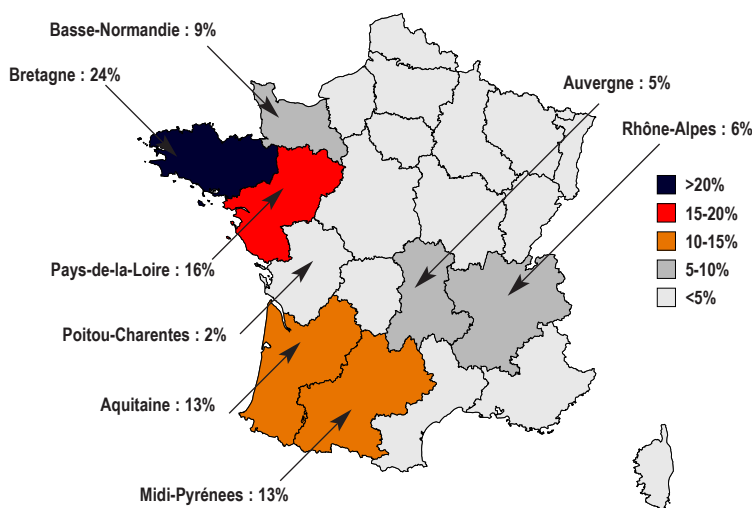 Basse-Normandie : 9%
Bretagne : 24%
Auvergne : 5%
Rhône-Alpes : 6%
>20%
15-20%
10-15%
5-10%
<5%
Pays-de-la-Loire : 16%
Poitou-Charentes : 2%
Aquitaine : 13%
Midi-Pyrénees : 13%